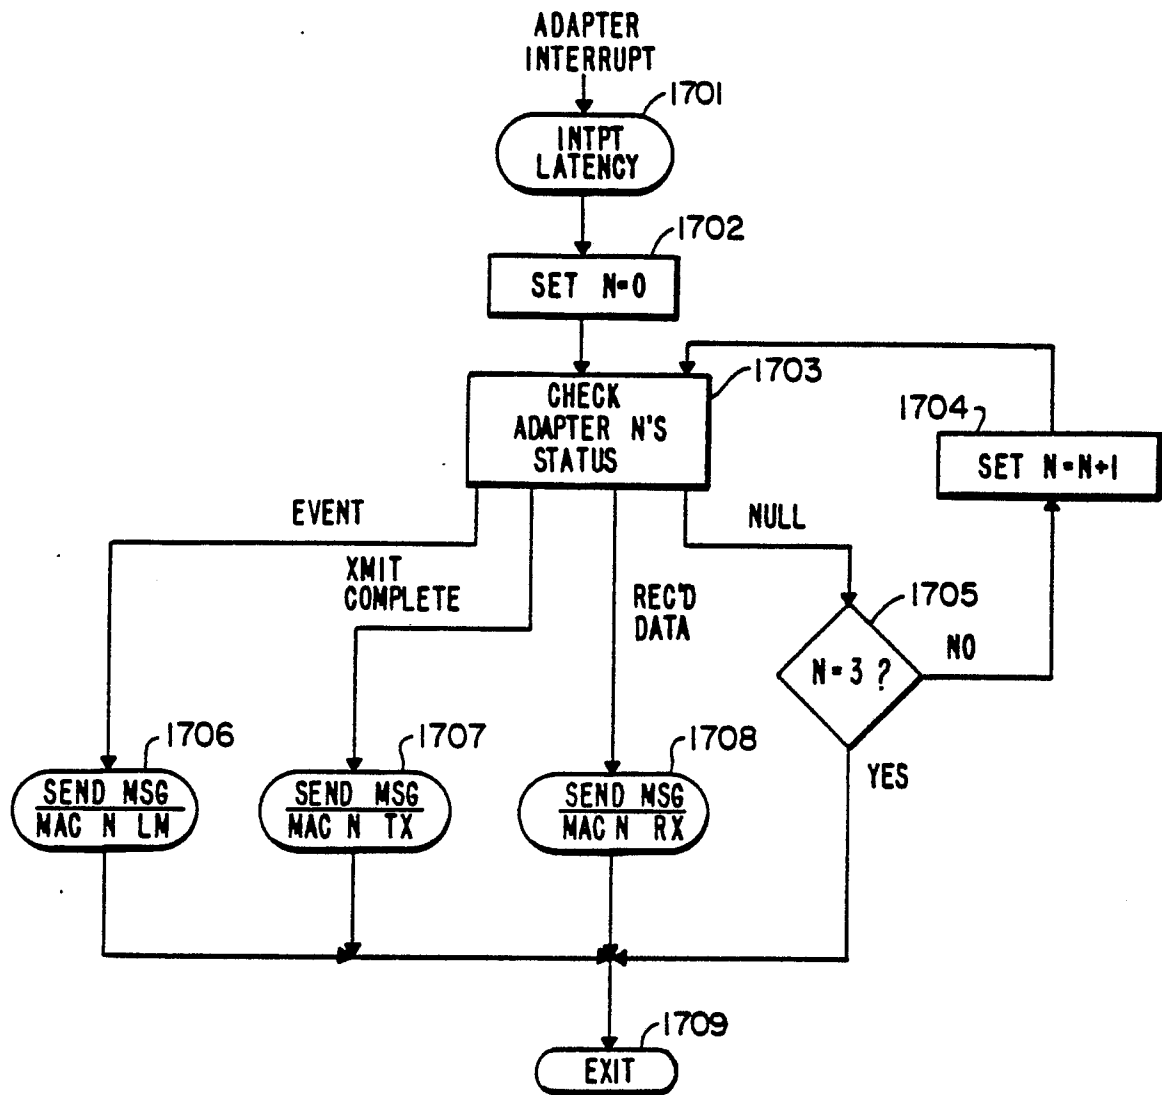 ADAPTER
INTERRUPT
1701
INTPT
LATENCY
1702
SET N=0
1703
CHECK
ADAPTER N'S
STATUS
1704
SET N=N+1
EVENT
XMIT
COMPLETE
REC'D
DATA
NULL
1705
N=3 ?
NO
YES
1706
SEND MSG
MAC N LM
1707
SEND MSG
MAC N TX
1708
SEND MSG
MAC N RX
1709
EXIT